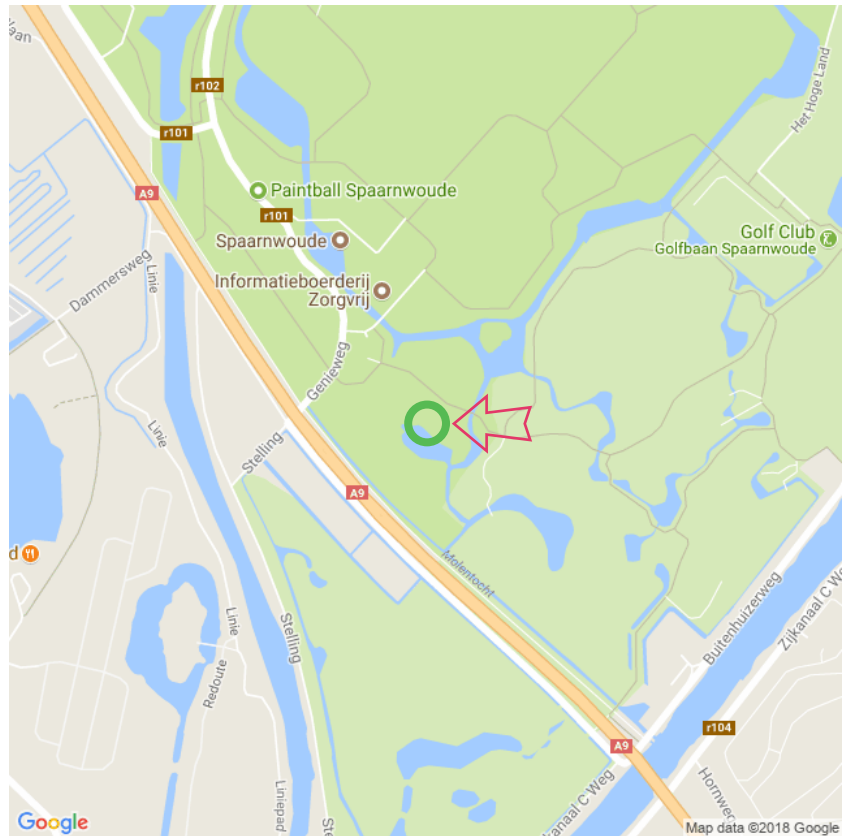 r102
r101
Het Hoge Land
Paintball Spaarnwoude
A9
r101
Golf Club
Golfbaan Spaarnwoude
Spaarnwoude
Dammersweg
Linie
Informatieboerderij
Zorgvrij
Genieweg
Linie
Stelling
A9
Molentocht
Linie
Stelling
Redoute
Buitenhuizerweg
Zijkanaal C Weg
r104
A9
Hornweg
Liniepad
kanaal C Weg
Google
Map data ©2018 Google